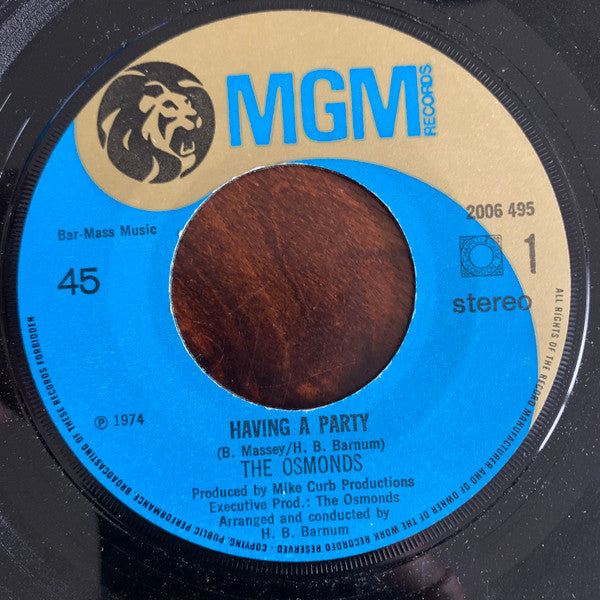 MGM
RECORDS
Bar-Mass Music
2006 495
45
1
stereo
℗ 1974
HAVING A PARTY
(B. Massey/H. B. Barnum)
THE OSMONDS
Produced by Mike Curb Productions
Executive Prod.: The Osmonds
Arranged and conducted by
H. B. Barnum
ALL RIGHTS OF THE RECORD MANUFACTURER AND OF OWNER OF THE WORK RECORDED RESERVED - COPYING, PUBLIC PERFORMANCE, BROADCASTING OF THESE RECORDS FORBIDDEN